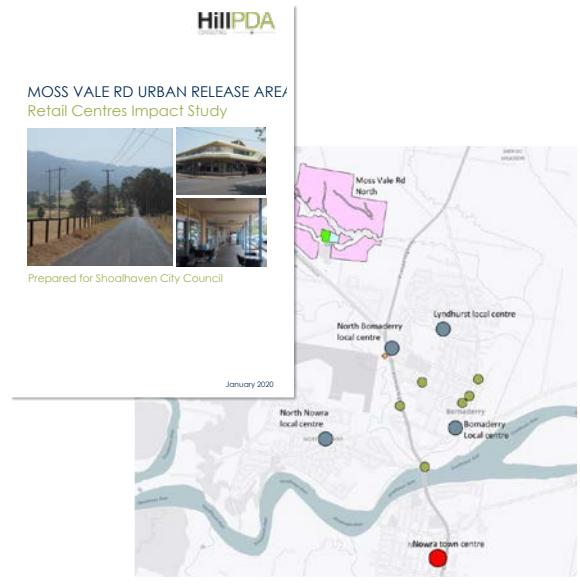 HillPDA
CONSULTING
MOSS VALE RD URBAN RELEASE AREA
Retail Centres Impact Study
Prepared for Shoalhaven City Council
January 2020
Moss Vale Rd
North
Lyndhurst local centre
North Bomaderry
local centre
North Nowra
local centre
Bomaderry
Bomaderry
Local centre
Nowra town centre